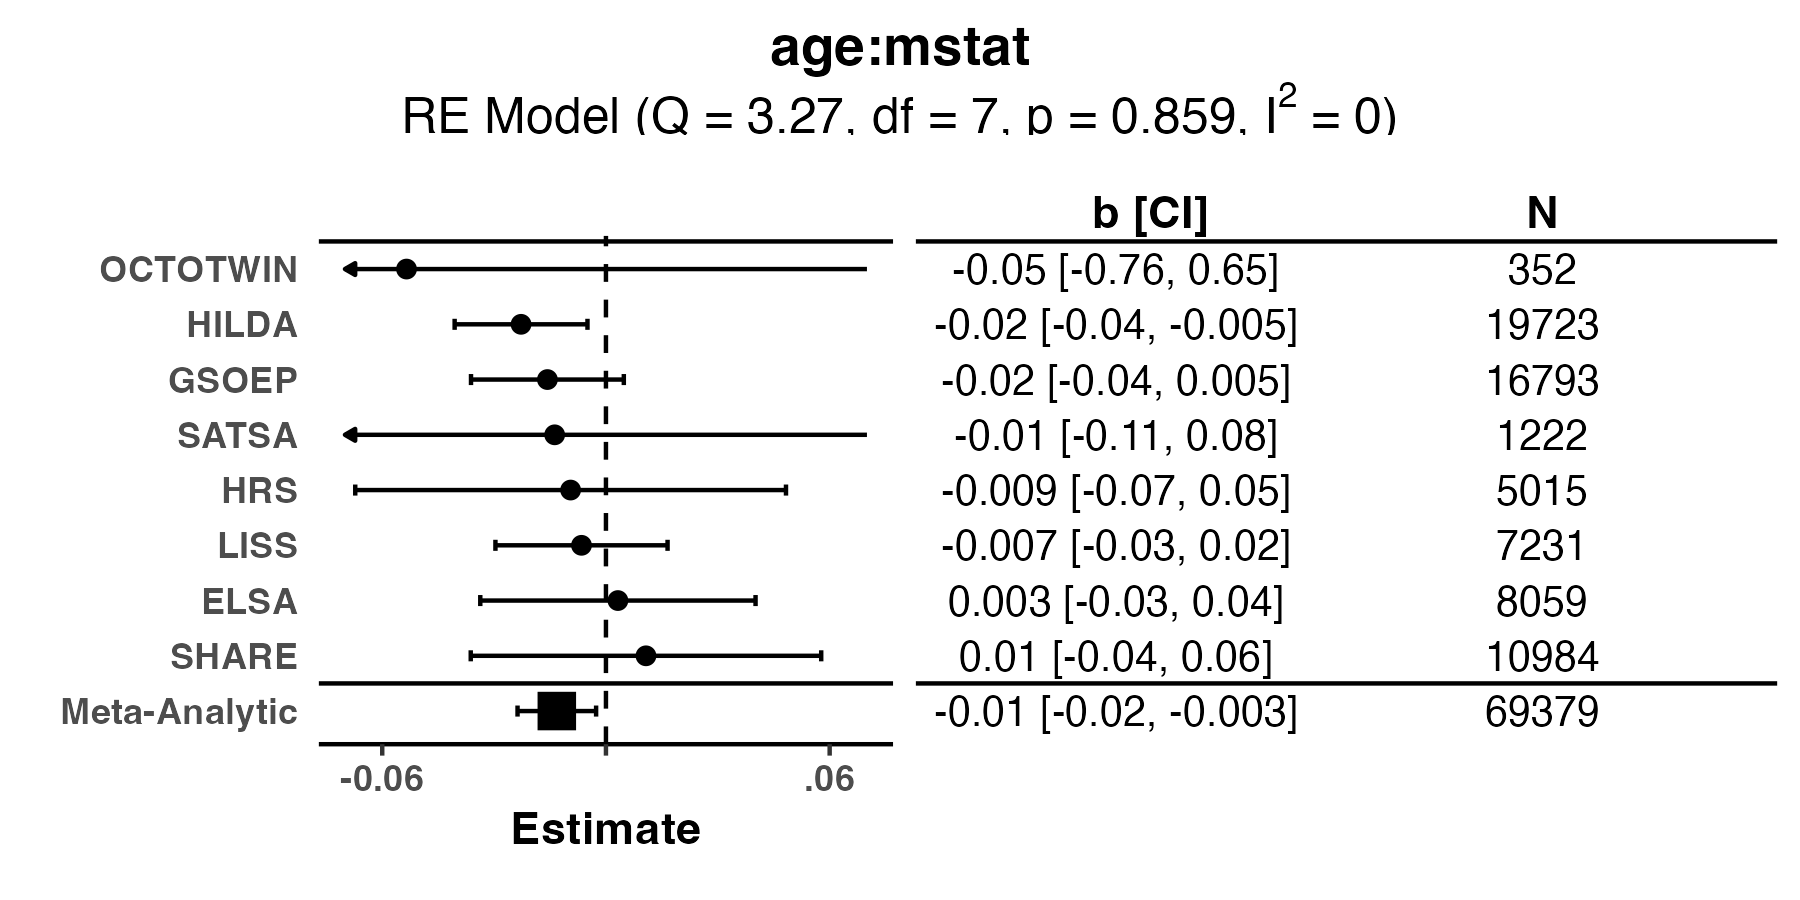 age:mstat
RE Model (Q = 3.27, df = 7, p = 0.859, I² = 0)
b [CI] N
OCTOTWIN -0.05 [-0.76, 0.65] 352
HILDA -0.02 [-0.04, -0.005] 19723
GSOEP -0.02 [-0.04, 0.005] 16793
SATSA -0.01 [-0.11, 0.08] 1222
HRS -0.009 [-0.07, 0.05] 5015
LISS -0.007 [-0.03, 0.02] 7231
ELSA 0.003 [-0.03, 0.04] 8059
SHARE 0.01 [-0.04, 0.06] 10984
Meta-Analytic -0.01 [-0.02, -0.003] 69379
-0.06 .06
Estimate